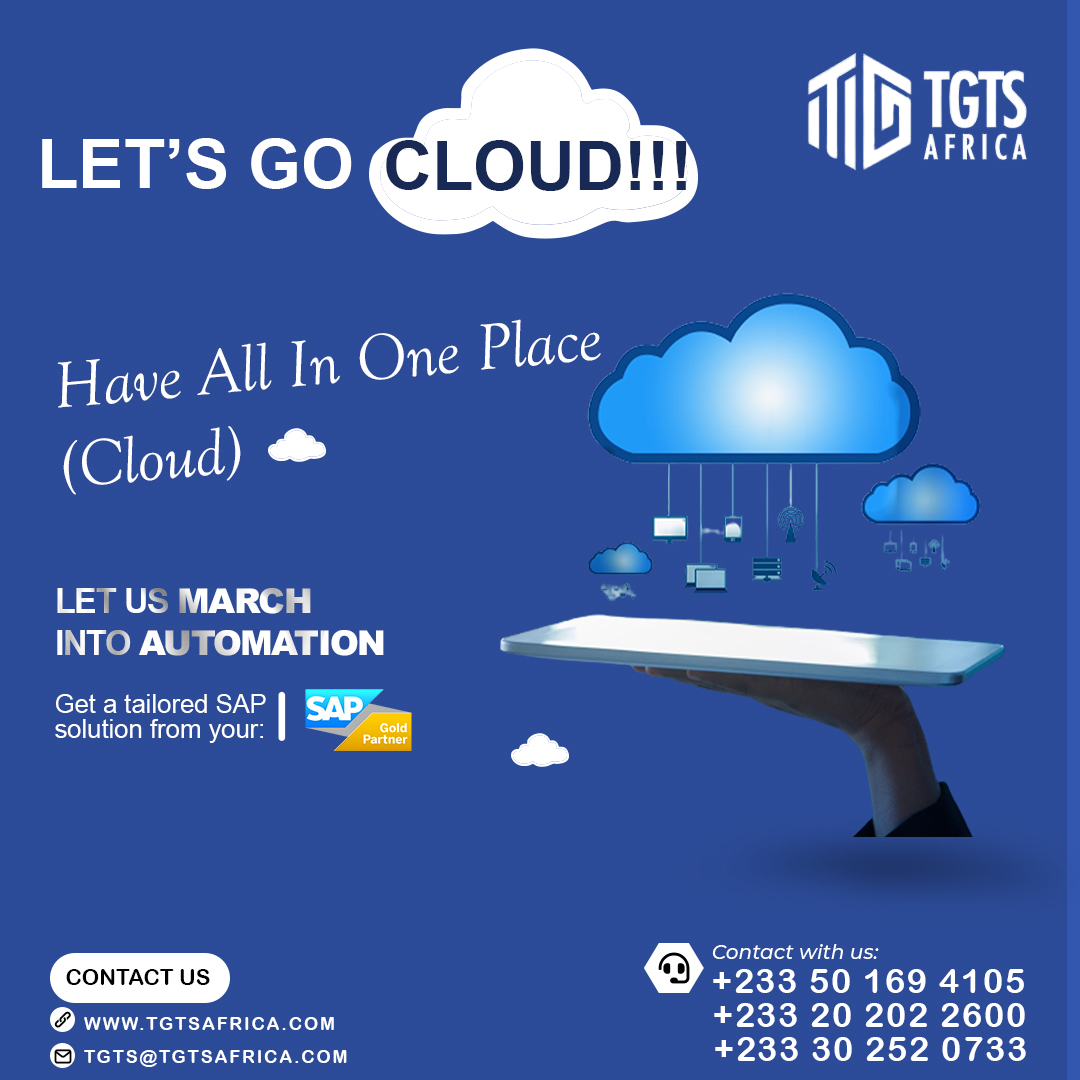 LET'S GO CLOUD!!!
TGTS
AFRICA
Have All In One Place
(Cloud)
LET US MARCH
INTO AUTOMATION
Get a tailored SAP
solution from your:
SAP
Gold
Partner
CONTACT US
WWW.TGTSAFRICA.COM
TGTS@TGTSAFRICA.COM
Contact with us:
+233 50 169 4105
+233 20 202 2600
+233 30 252 0733